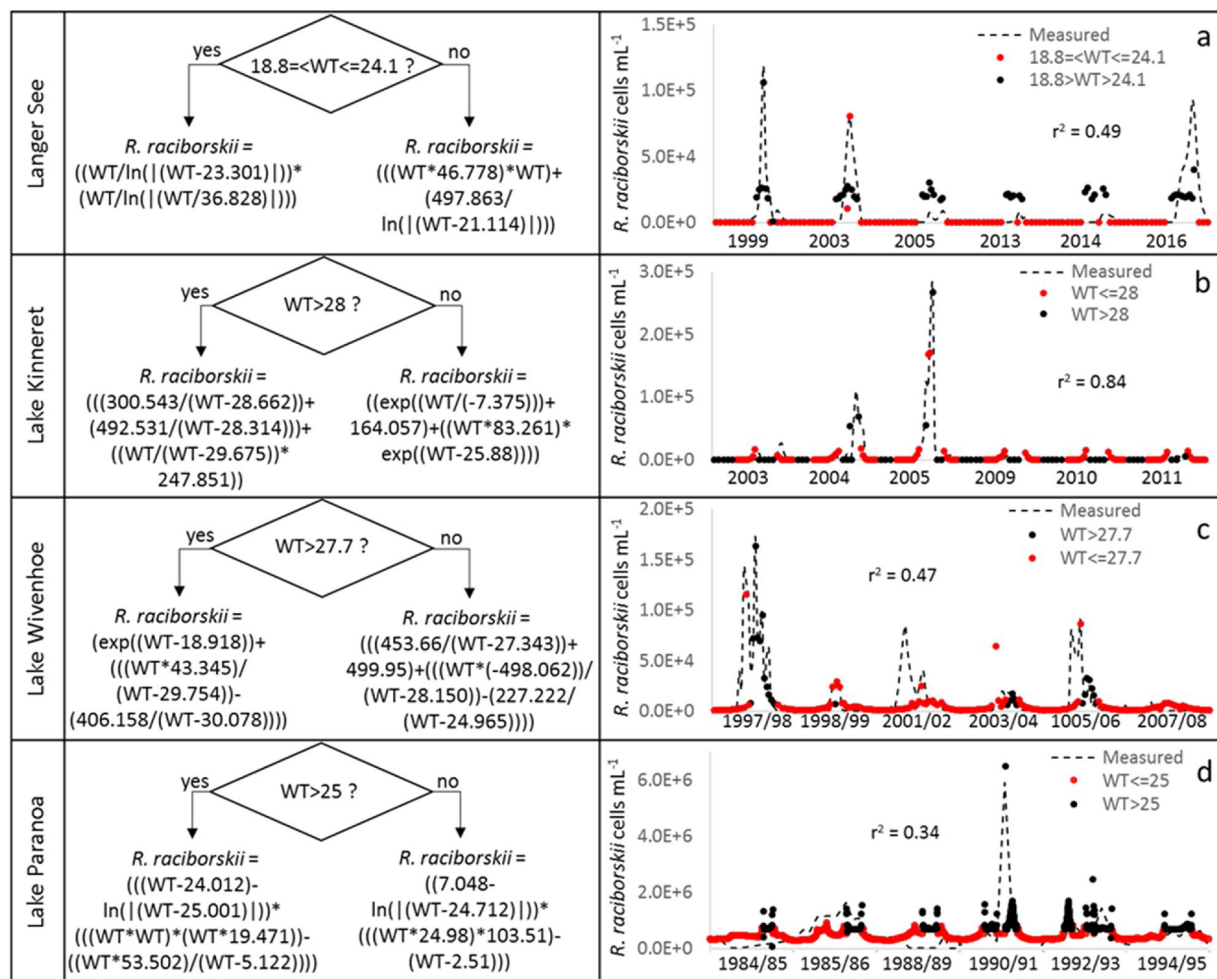 Langer See
yes
18.8=<WT<=24.1 ?
no
R. raciborskii =
((WT/ln(|(WT-23.301)|))*
(WT/ln(|(WT/36.828)|)))
R. raciborskii =
(((WT*46.778)*WT)+
(497.863/
ln(|(WT-21.114)|)))
R. raciborskii cells mL-1
1.5E+5
1.0E+5
5.0E+4
0.0E+0
Measured
18.8=<WT<=24.1
18.8>WT>24.1
a
r2 = 0.49
1999 2003 2005 2013 2014 2016
Lake Kinneret
yes
WT>28 ?
no
R. raciborskii =
(((300.543/(WT-28.662))+
(492.531/(WT-28.314)))+
((WT/(WT-29.675))*
247.851))
R. raciborskii =
((exp((WT/(-7.375)))+
164.057)+((WT*83.261)*
exp((WT-25.88))))
R. raciborskii cells mL-1
3.0E+5
2.0E+5
1.0E+5
0.0E+0
Measured
WT<=28
WT>28
b
r2 = 0.84
2003 2004 2005 2009 2010 2011
Lake Wivenhoe
yes
WT>27.7 ?
no
R. raciborskii =
(exp((WT-18.918))+
(((WT*43.345)/
(WT-29.754))-
(406.158/(WT-30.078))))
R. raciborskii =
(((453.66/(WT-27.343))+
499.95)+(((WT*(-498.062))/
(WT-28.150))-(227.222/
(WT-24.965))))
R. raciborskii cells mL-1
2.0E+5
1.5E+5
1.0E+5
5.0E+4
0.0E+0
Measured
WT>27.7
WT<=27.7
c
r2 = 0.47
1997/98 1998/99 2001/02 2003/04 1005/06 2007/08
Lake Paranoa
yes
WT>25 ?
no
R. raciborskii =
(((WT-24.012)-
ln(|(WT-25.001)|))*
(((WT*WT)*(WT*19.471))-
((WT*53.502)/(WT-5.122))))
R. raciborskii =
((7.048-
ln(|(WT-24.712)|))*
(((WT*24.98)*103.51)-
(WT-2.51)))
R. raciborskii cells mL-1
6.0E+6
4.0E+6
2.0E+6
0.0E+0
Measured
WT<=25
WT>25
d
r2 = 0.34
1984/85 1985/86 1988/89 1990/91 1992/93 1994/95